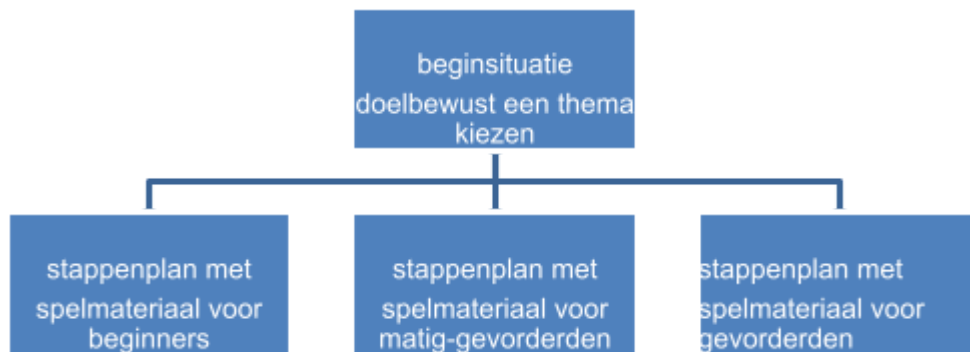 beginsituatie
doelbewust een thema
kiezen
stappenplan met
spelmateriaal voor
beginners
stappenplan met
spelmateriaal voor
matig-gevorderden
stappenplan met
spelmateriaal voor
gevorderden